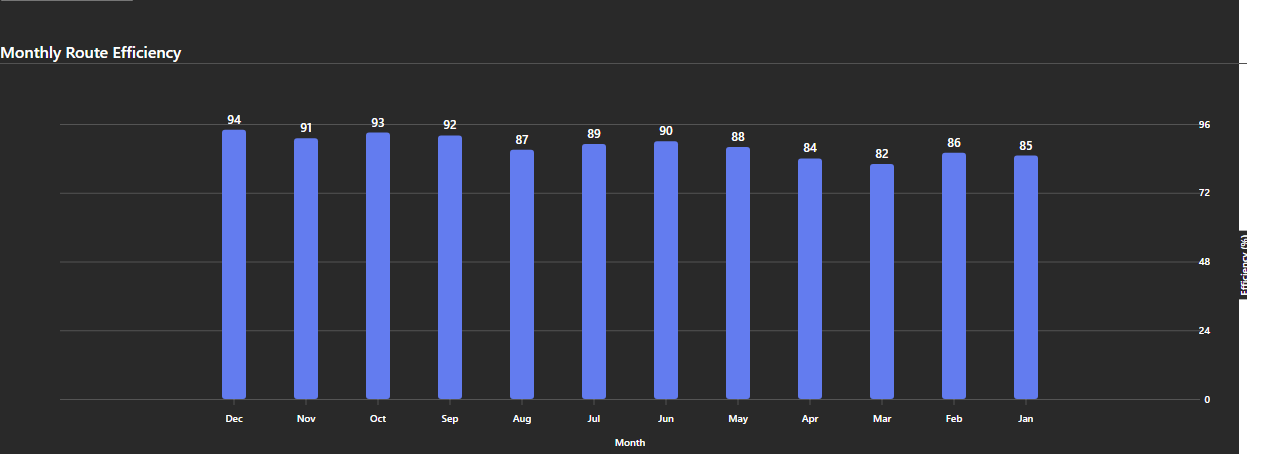 Monthly Route Efficiency
94 91 93 92 87 89 90 88 84 82 86 85
96
72
48
24
0
Efficiency (%)
Dec Nov Oct Sep Aug Jul Jun May Apr Mar Feb Jan
Month